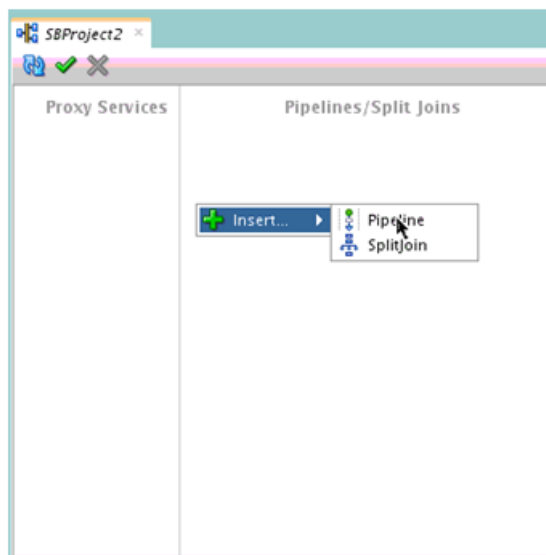 SBProject2
Proxy Services
Pipelines/Split Joins
Insert...
Pipeline
SplitJoin